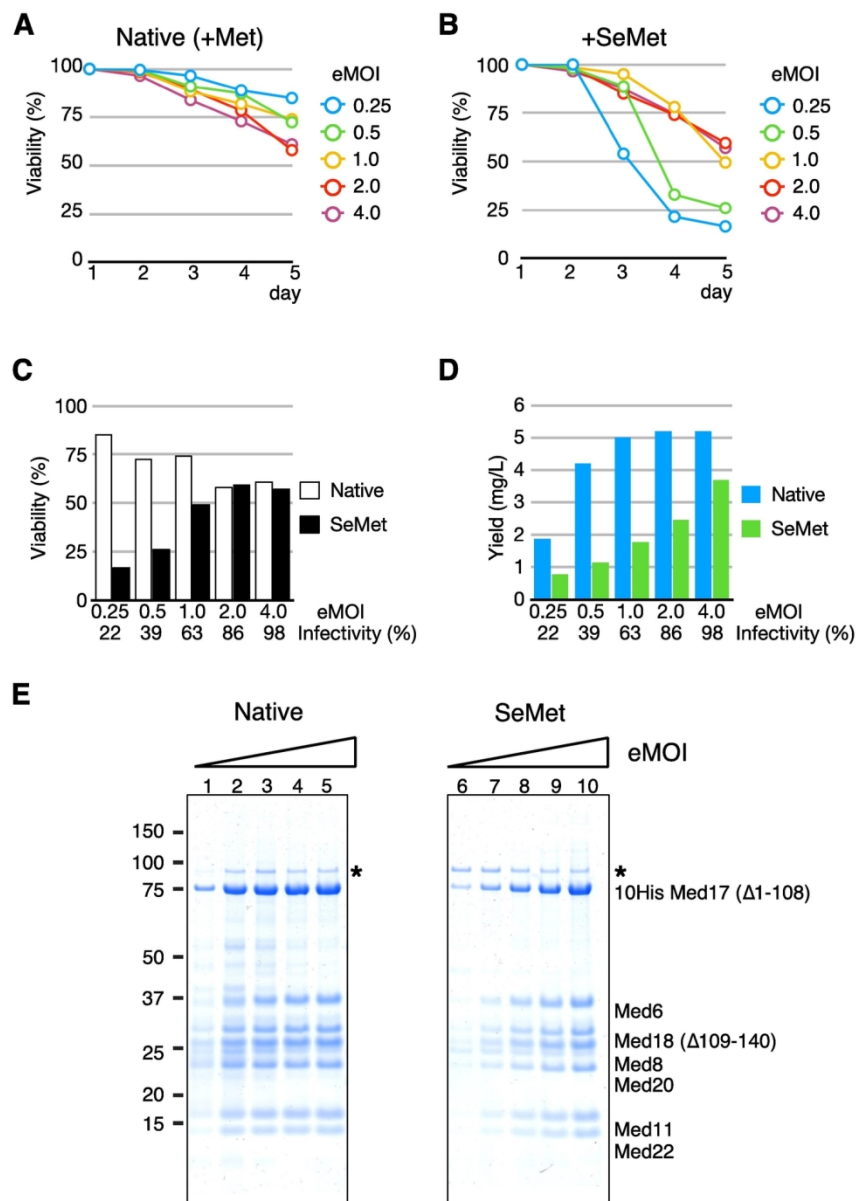 A
Native (+Met)
Viability (%)
100
75
50
25
0
1 2 3 4 5
day
eMOI
0.25
0.5
1.0
2.0
4.0
B
+SeMet
Viability (%)
100
75
50
25
0
1 2 3 4 5
day
eMOI
0.25
0.5
1.0
2.0
4.0
C
Viability (%)
100
75
50
25
0
Native
SeMet
0.25 0.5 1.0 2.0 4.0 eMOI
22 39 63 86 98 Infectivity (%)
D
Yield (mg/L)
6
5
4
3
2
1
0
Native
SeMet
0.25 0.5 1.0 2.0 4.0 eMOI
22 39 63 86 98 Infectivity (%)
E
Native
SeMet
eMOI
1 2 3 4 5
6 7 8 9 10
150
100
75
50
37
25
20
15
*
*
10His Med17 (Δ1-108)
Med6
Med18 (Δ109-140)
Med8
Med20
Med11
Med22